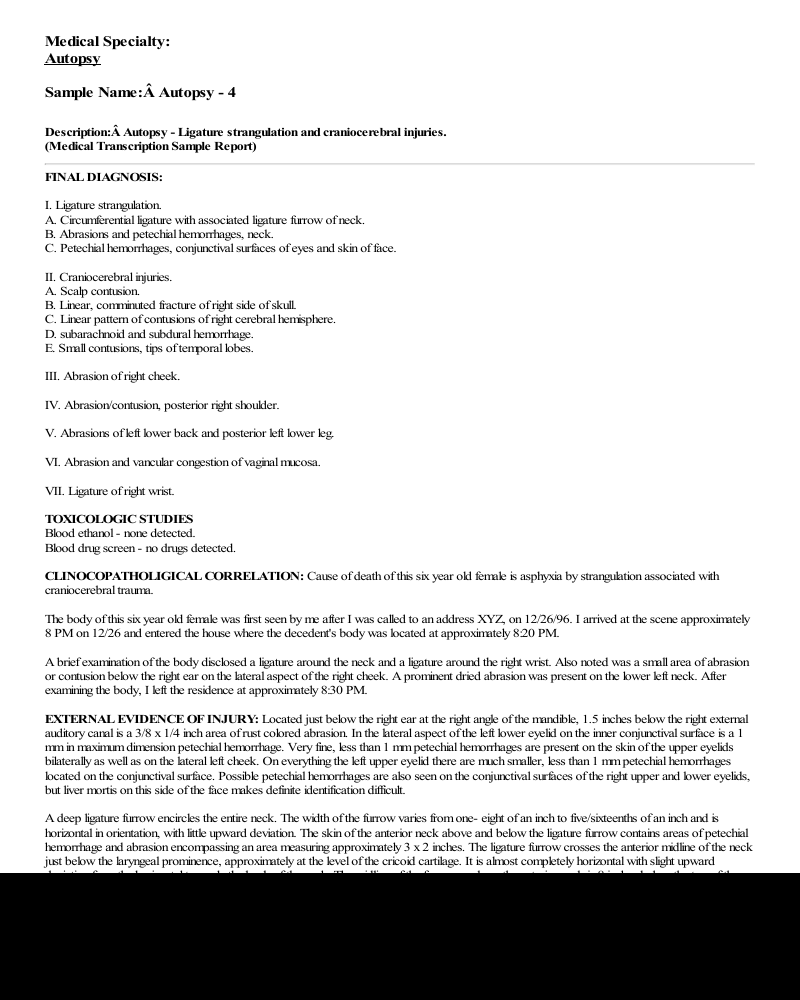 Medical Specialty:
Autopsy
Sample Name:Â Autopsy - 4
Description:Â Autopsy - Ligature strangulation and craniocerebral injuries.
(Medical Transcription Sample Report)
FINAL DIAGNOSIS:
I. Ligature strangulation.
A. Circumferential ligature with associated ligature furrow of neck.
B. Abrasions and petechial hemorrhages, neck.
C. Petechial hemorrhages, conjunctival surfaces of eyes and skin of face.
II. Craniocerebral injuries.
A. Scalp contusion.
B. Linear, comminuted fracture of right side of skull.
C. Linear pattern of contusions of right cerebral hemisphere.
D. subarachnoid and subdural hemorrhage.
E. Small contusions, tips of temporal lobes.
III. Abrasion of right cheek.
IV. Abrasion/contusion, posterior right shoulder.
V. Abrasions of left lower back and posterior left lower leg.
VI. Abrasion and vancular congestion of vaginal mucosa.
VII. Ligature of right wrist.
TOXICOLOGIC STUDIES
Blood ethanol - none detected.
Blood drug screen - no drugs detected.
CLINOCOPATHOLIGICAL CORRELATION: Cause of death of this six year old female is asphyxia by strangulation associated with
craniocerebral trauma.
The body of this six year old female was first seen by me after I was called to an address XYZ, on 12/26/96. I arrived at the scene approximately
8 PM on 12/26 and entered the house where the decedent's body was located at approximately 8:20 PM.
A brief examination of the body disclosed a ligature around the neck and a ligature around the right wrist. Also noted was a small area of abrasion
or contusion below the right ear on the lateral aspect of the right cheek. A prominent dried abrasion was present on the lower left neck. After
examining the body, I left the residence at approximately 8:30 PM.
EXTERNAL EVIDENCE OF INJURY: Located just below the right ear at the right angle of the mandible, 1.5 inches below the right external
auditory canal is a 3/8 x 1/4 inch area of rust colored abrasion. In the lateral aspect of the left lower eyelid on the inner conjunctival surface is a 1
mm in maximum dimension petechial hemorrhage. Very fine, less than 1 mm petechial hemorrhages are present on the skin of the upper eyelids
bilaterally as well as on the lateral left cheek. On everything the left upper eyelid there are much smaller, less than 1 mm petechial hemorrhages
located on the conjunctival surface. Possible petechial hemorrhages are also seen on the conjunctival surfaces of the right upper and lower eyelids,
but liver mortis on this side of the face makes definite identification difficult.
A deep ligature furrow encircles the entire neck. The width of the furrow varies from one- eight of an inch to five/sixteenths of an inch and is
horizontal in orientation, with little upward deviation. The skin of the anterior neck above and below the ligature furrow contains areas of petechial
hemorrhage and abrasion encompassing an area measuring approximately 3 x 2 inches. The ligature furrow crosses the anterior midline of the neck
just below the laryngeal prominence, approximately at the level of the cricoid cartilage. It is almost completely horizontal with slight upward